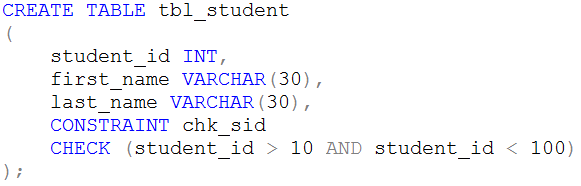 CREATE TABLE tbl_student
(
    student_id INT,
    first_name VARCHAR(30),
    last_name VARCHAR(30),
    CONSTRAINT chk_sid
    CHECK (student_id > 10 AND student_id < 100)
);